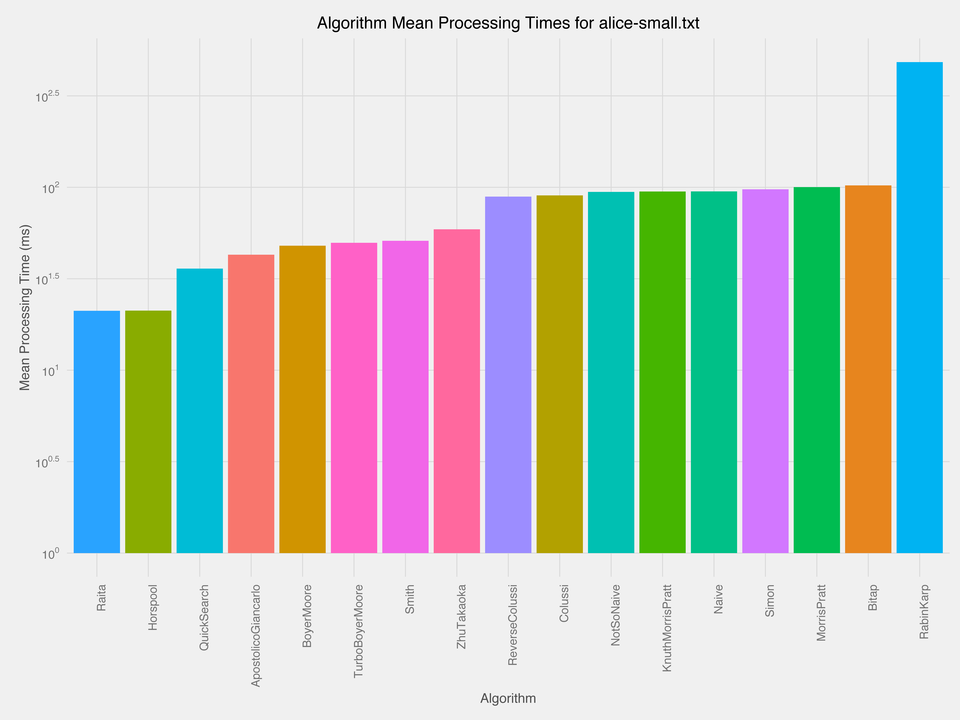 Algorithm Mean Processing Times for alice-small.txt
Mean Processing Time (ms)
10^2.5
10^2
10^1.5
10^1
10^0.5
10^0
Raita
Horspool
QuickSearch
ApostolicoGiancarlo
BoyerMoore
TurboBoyerMoore
Smith
ZhuTakaoka
ReverseColussi
Colussi
NotSoNaive
KnuthMorrisPratt
Naive
Simon
MorrisPratt
Bitap
RabinKarp
Algorithm